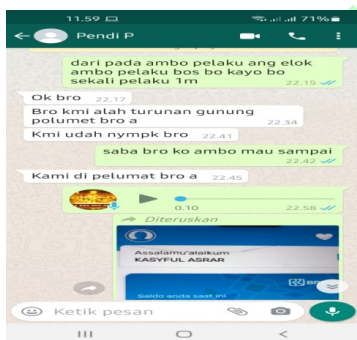 11.59
71%
Pendi P
dari pada ambo pelaku ang elok
ambo pelaku bos bo kayo bo
sekali pelaku 1m
22.15
Ok bro 22.17
Bro kmi alah turunan gunung
polumet bro a 22.34
Kmi udah nympk bro 22.41
saba bro ko ambo mau sampai
22.42
Kami di pelumat bro a 22.45
0.10 22.58
Diteruskan
Assalamu'alaikum
KASYFUL ASRAR
Saldo anda saat ini
Ketik pesan